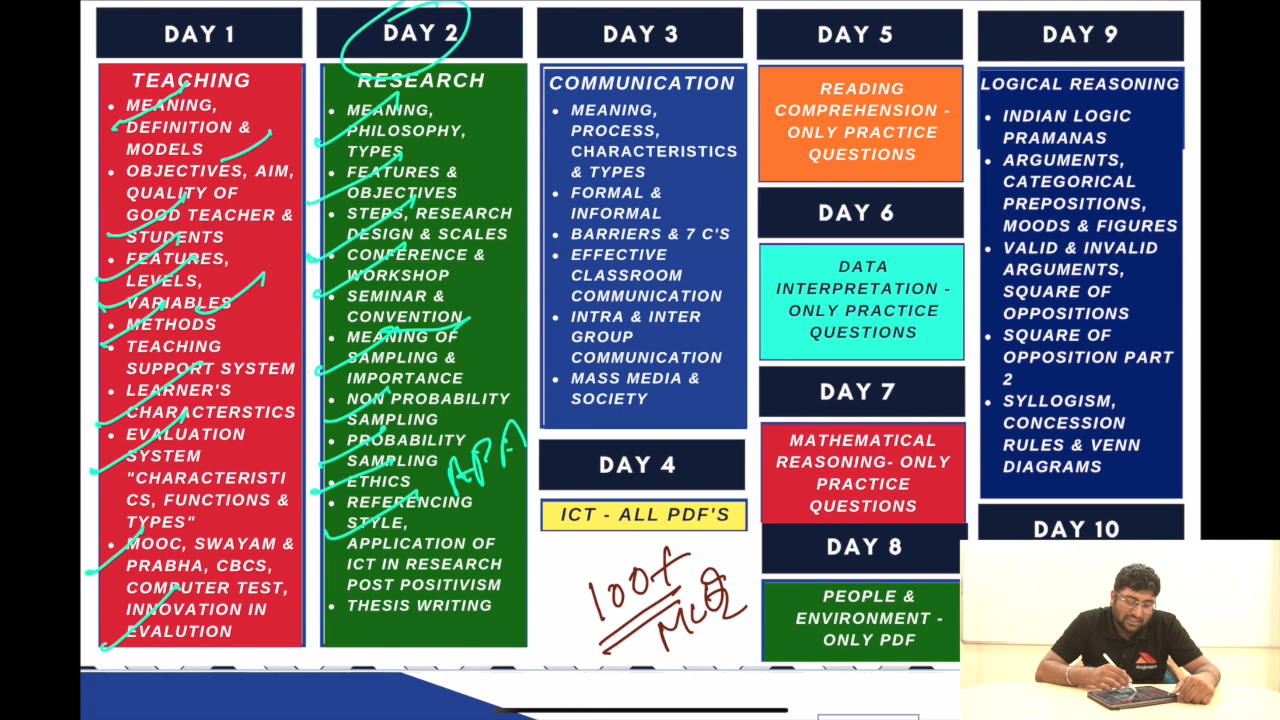 DAY 1
TEACHING
• MEANING,
DEFINITION &
MODELS
• OBJECTIVES, AIM,
QUALITY OF
GOOD TEACHER &
STUDENTS
• FEATURES,
LEVELS,
VARIABLES
• METHODS
• TEACHING
SUPPORT SYSTEM
• LEARNER'S
CHARACTERSTICS
• EVALUATION
SYSTEM
"CHARACTERISTI
CS, FUNCTIONS &
TYPES"
• MOOC, SWAYAM &
PRABHA, CBCS,
COMPUTER TEST,
INNOVATION IN
EVALUTION
DAY 2
RESEARCH
• MEANING,
PHILOSOPHY,
TYPES
• FEATURES &
OBJECTIVES
• STEPS, RESEARCH
DESIGN & SCALES
• CONFERENCE &
WORKSHOP
• SEMINAR &
CONVENTION
• MEANING OF
SAMPLING &
IMPORTANCE
• NON PROBABILITY
SAMPLING
• PROBABILITY
SAMPLING
• ETHICS
• REFERENCING
STYLE,
APPLICATION OF
ICT IN RESEARCH
POST POSITIVISM
• THESIS WRITING
APA
DAY 3
COMMUNICATION
• MEANING,
PROCESS,
CHARACTERISTICS
& TYPES
• FORMAL &
INFORMAL
• BARRIERS & 7 C'S
• EFFECTIVE
CLASSROOM
COMMUNICATION
• INTRA & INTER
GROUP
COMMUNICATION
• MASS MEDIA &
SOCIETY
DAY 4
ICT - ALL PDF'S
100+
MCQ
DAY 5
READING
COMPREHENSION -
ONLY PRACTICE
QUESTIONS
DAY 6
DATA
INTERPRETATION -
ONLY PRACTICE
QUESTIONS
DAY 7
MATHEMATICAL
REASONING- ONLY
PRACTICE
QUESTIONS
DAY 8
PEOPLE &
ENVIRONMENT -
ONLY PDF
DAY 9
LOGICAL REASONING
• INDIAN LOGIC
PRAMANAS
• ARGUMENTS,
CATEGORICAL
PREPOSITIONS,
MOODS & FIGURES
• VALID & INVALID
ARGUMENTS,
SQUARE OF
OPPOSITIONS
• SQUARE OF
OPPOSITION PART
2
• SYLLOGISM,
CONCESSION
RULES & VENN
DIAGRAMS
DAY 10